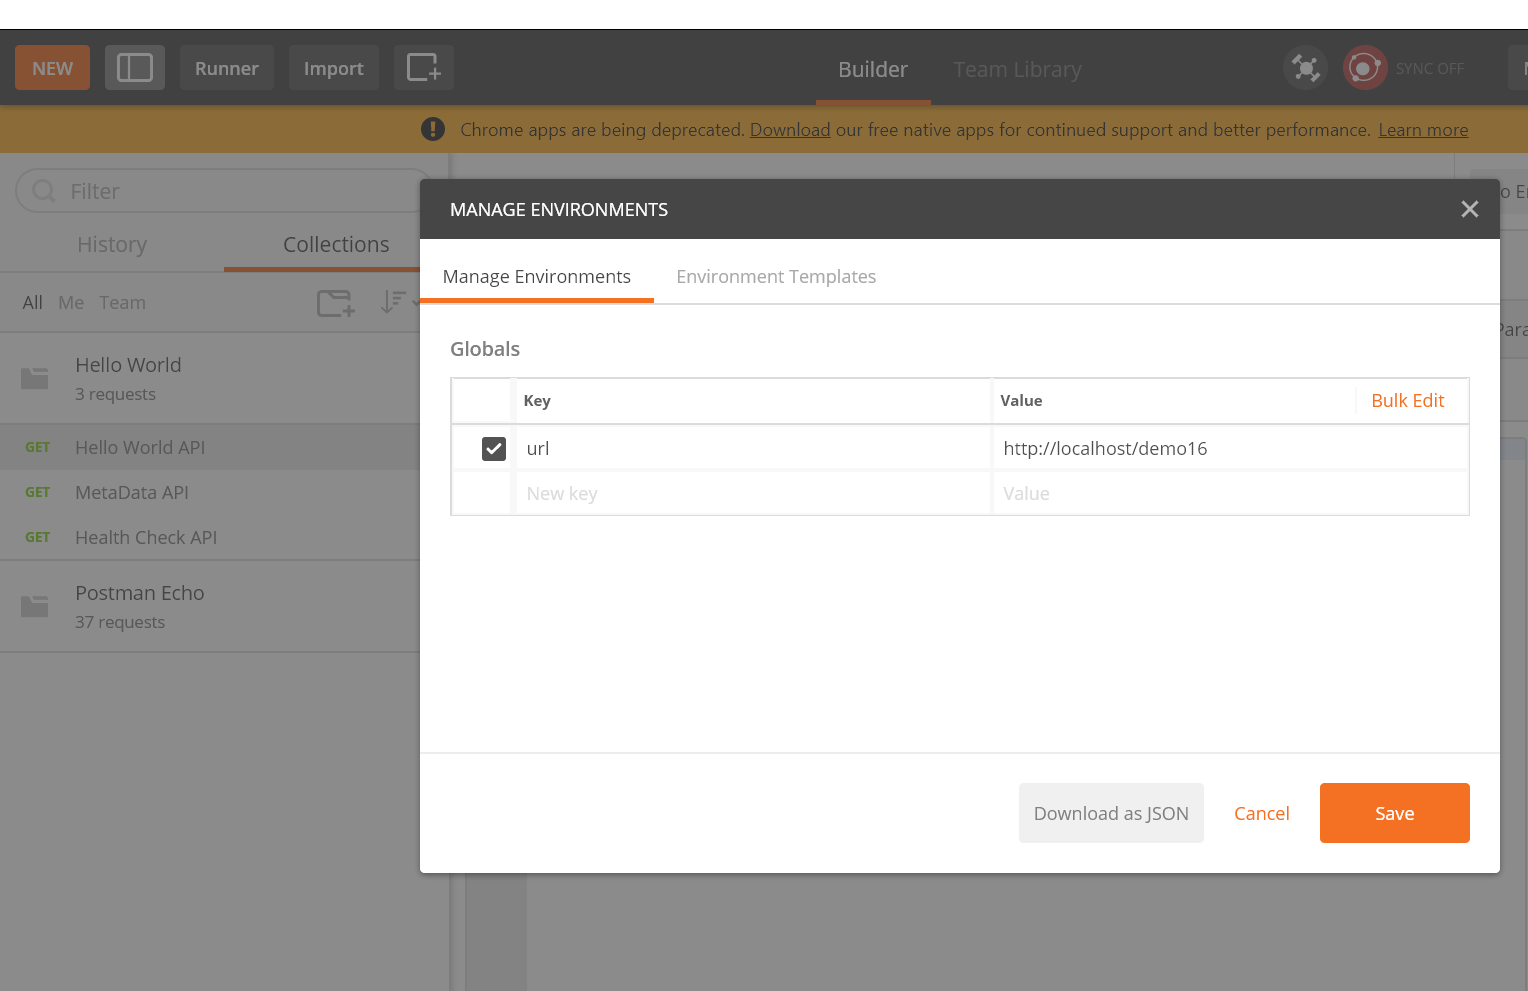 NEW
Runner
Import
Builder
Team Library
SYNC OFF
Chrome apps are being deprecated. Download our free native apps for continued support and better performance. Learn more
Filter
History
Collections
All Me Team
Hello World
3 requests
GET Hello World API
GET MetaData API
GET Health Check API
Postman Echo
37 requests
MANAGE ENVIRONMENTS
Manage Environments
Environment Templates
Globals
Key
Value
Bulk Edit
url
http://localhost/demo16
New key
Value
Download as JSON
Cancel
Save